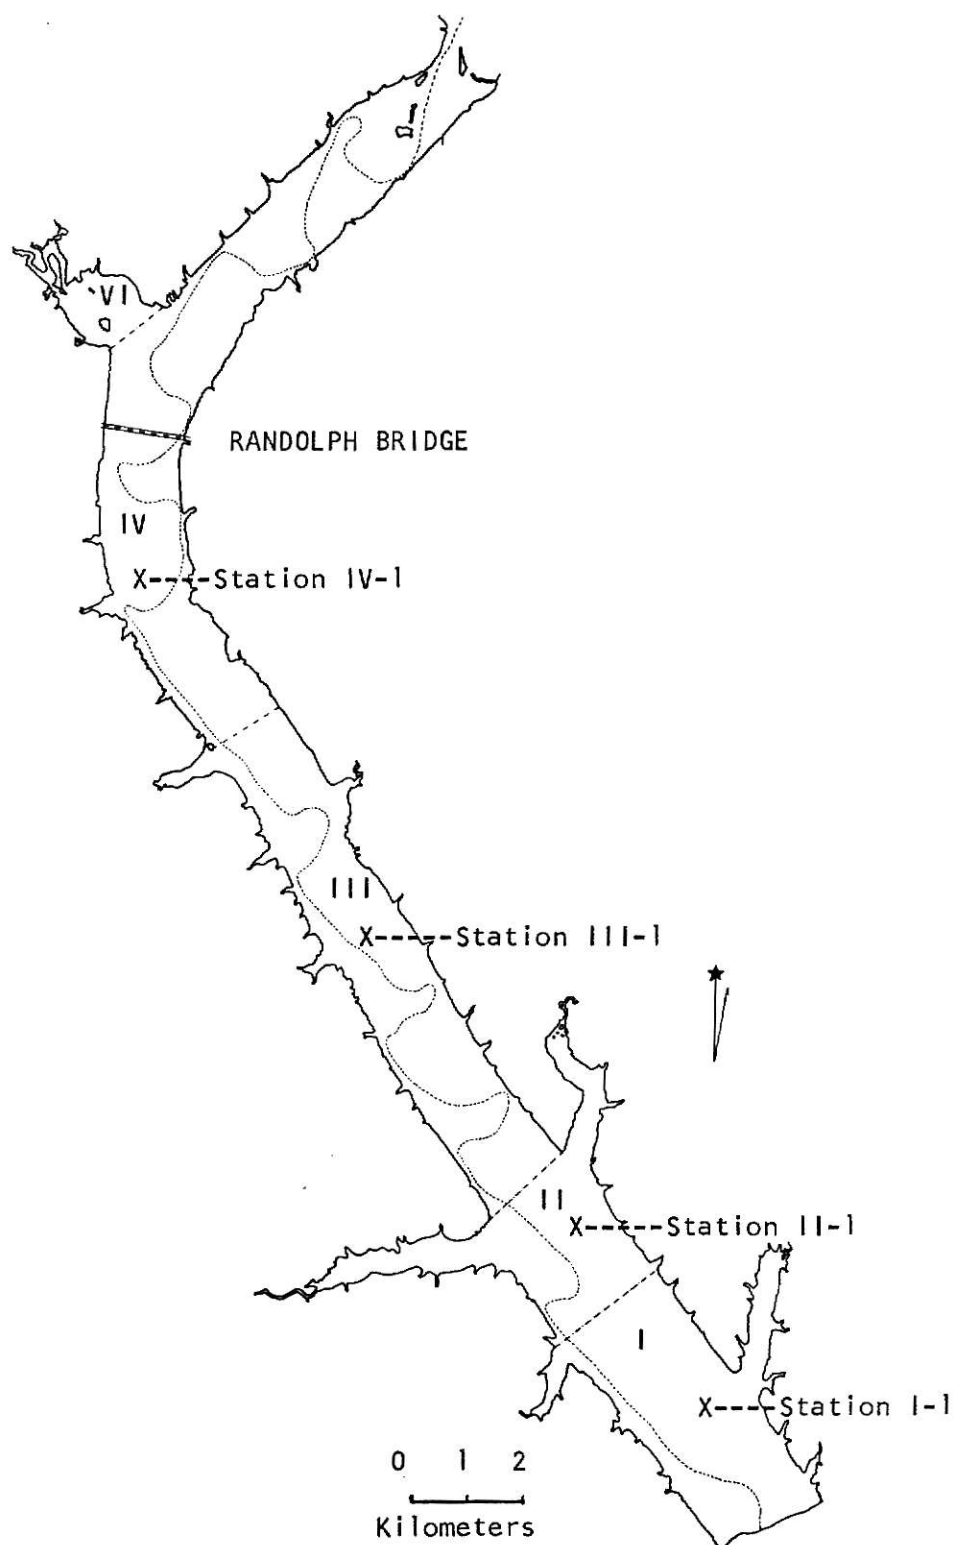 VI
RANDOLPH BRIDGE
IV
X----Station IV-1
III
X-----Station III-1
II
X-----Station II-1
I
X----Station I-1
0 1 2
Kilometers